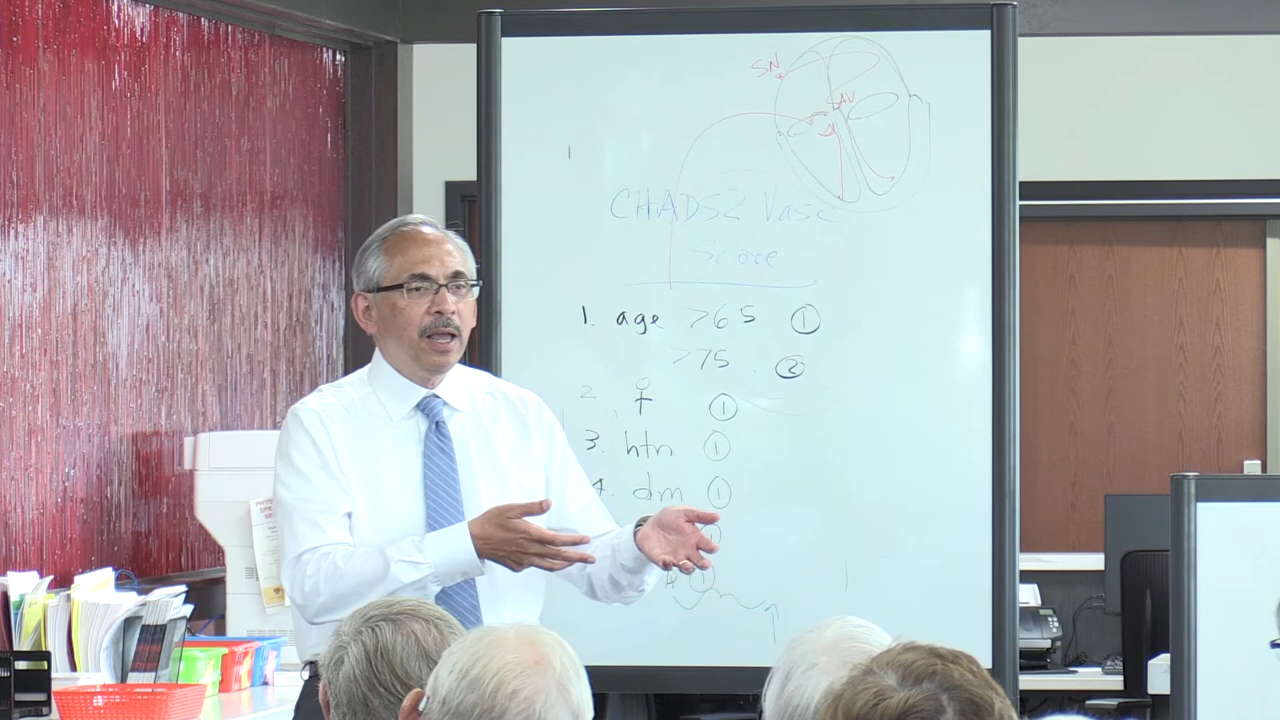 SN
AV
CHADS2 Vasc
Score
1. age >65 ①
>75 ②
2. ♀ ①
3. htn ①
4. dm ①
①